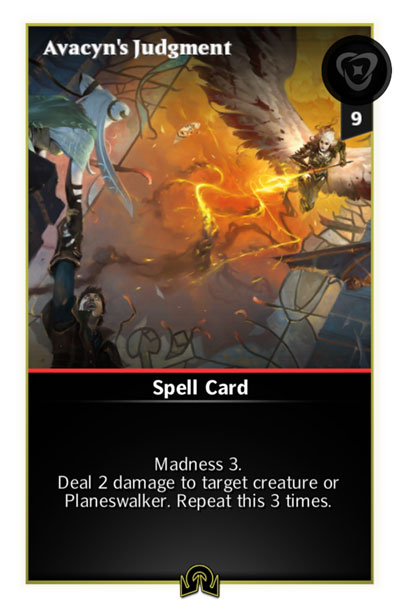 Avacyn's Judgment
9
Spell Card
Madness 3.
Deal 2 damage to target creature or
Planeswalker. Repeat this 3 times.